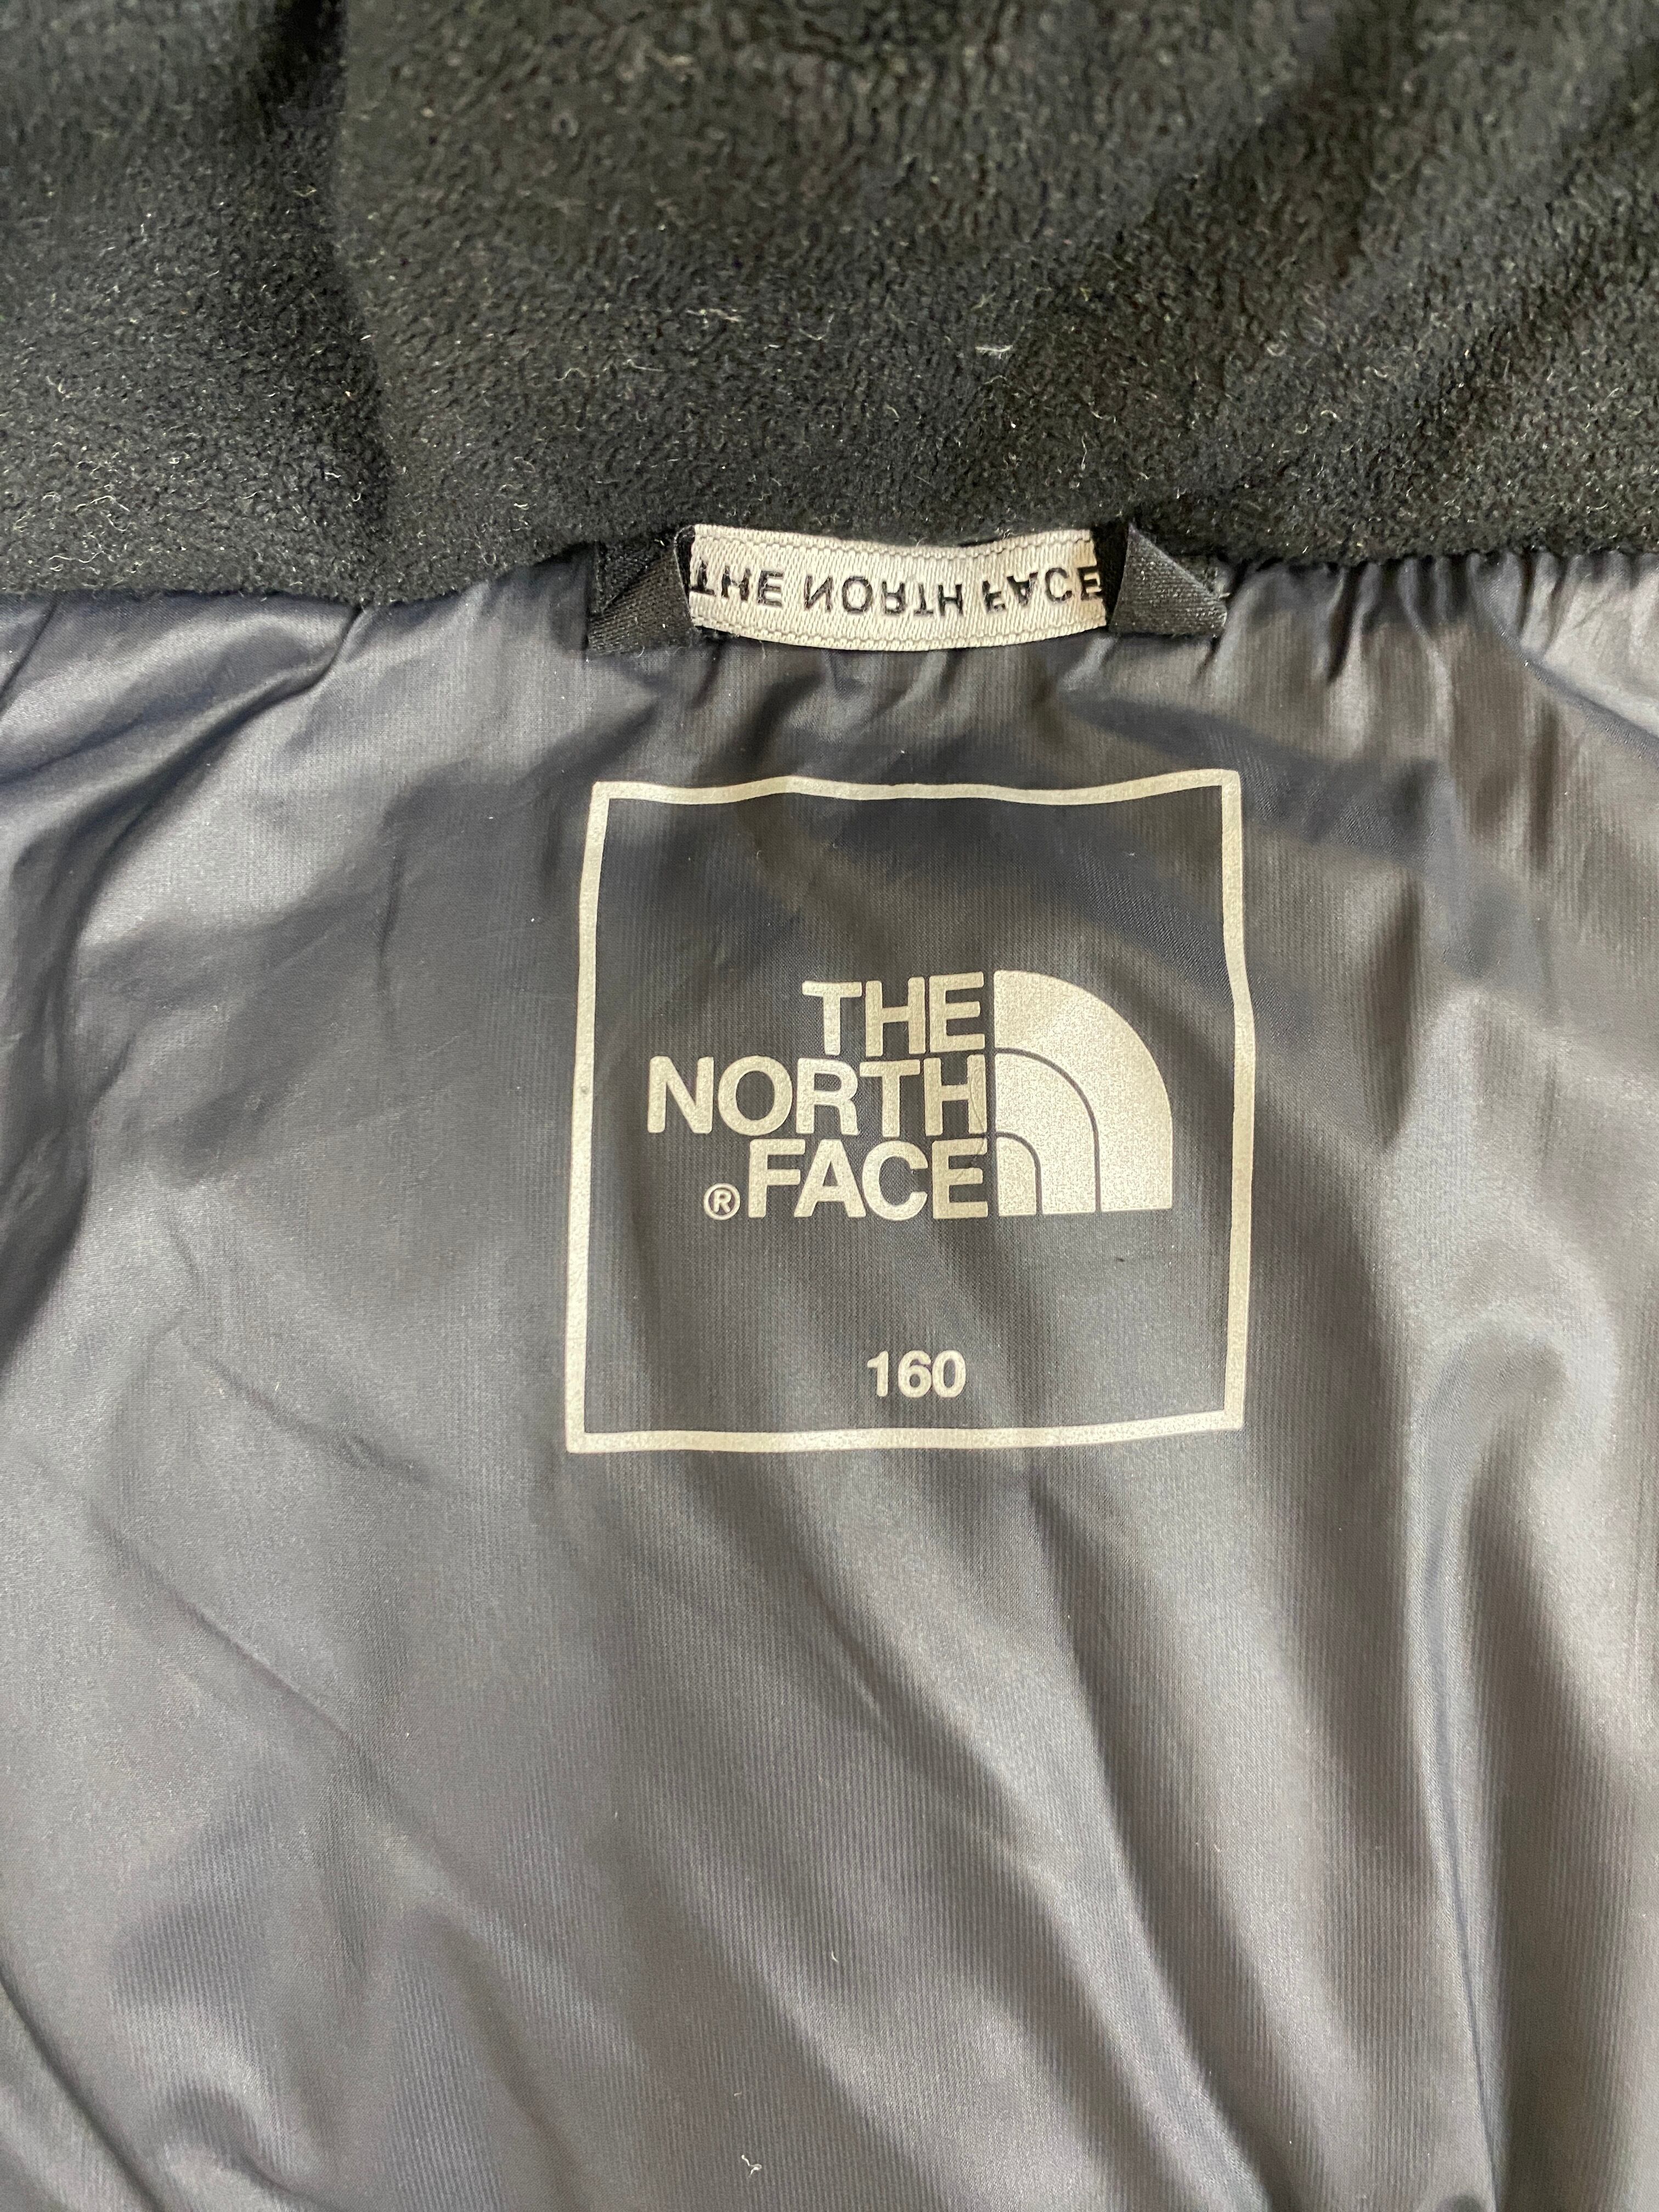 THE NORTH FACE
THE
NORTH
®FACE
160